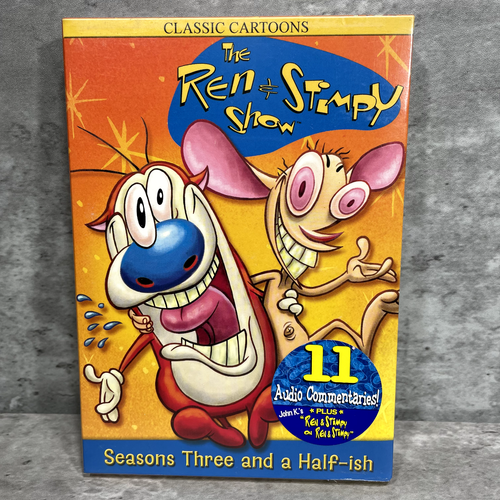 CLASSIC CARTOONS
The
Ren & Stimpy
Show™
11
Audio Commentaries!
John K.'s * PLUS *
"REN & STIMPY
ON REN & STIMPY"
Seasons Three and a Half-ish